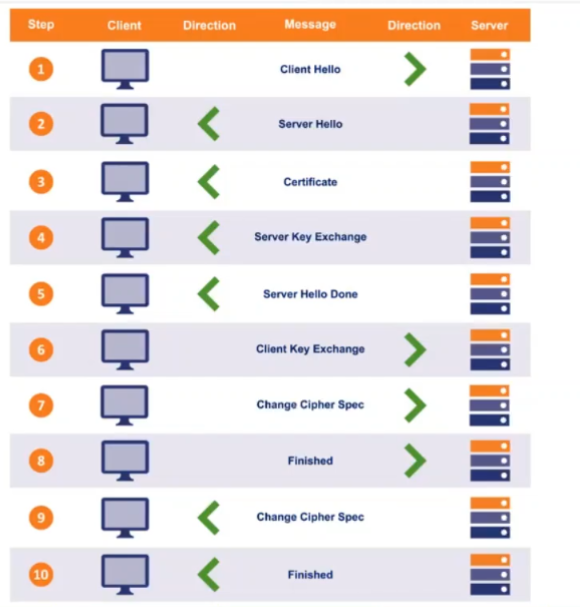 Step Client Direction Message Direction Server
1 Client Hello
2 Server Hello
3 Certificate
4 Server Key Exchange
5 Server Hello Done
6 Client Key Exchange
7 Change Cipher Spec
8 Finished
9 Change Cipher Spec
10 Finished